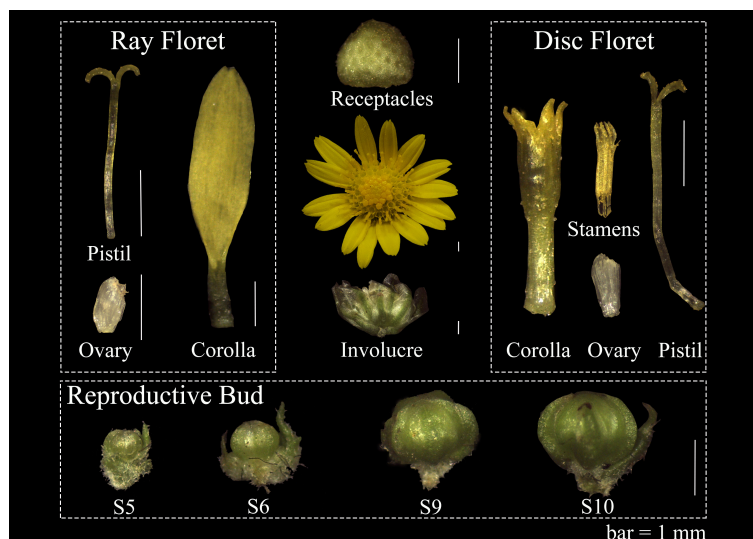 Ray Floret
Pistil
Ovary
Corolla
Receptacles
Involucre
Disc Floret
Stamens
Corolla
Ovary
Pistil
Reproductive Bud
S5
S6
S9
S10
bar = 1 mm